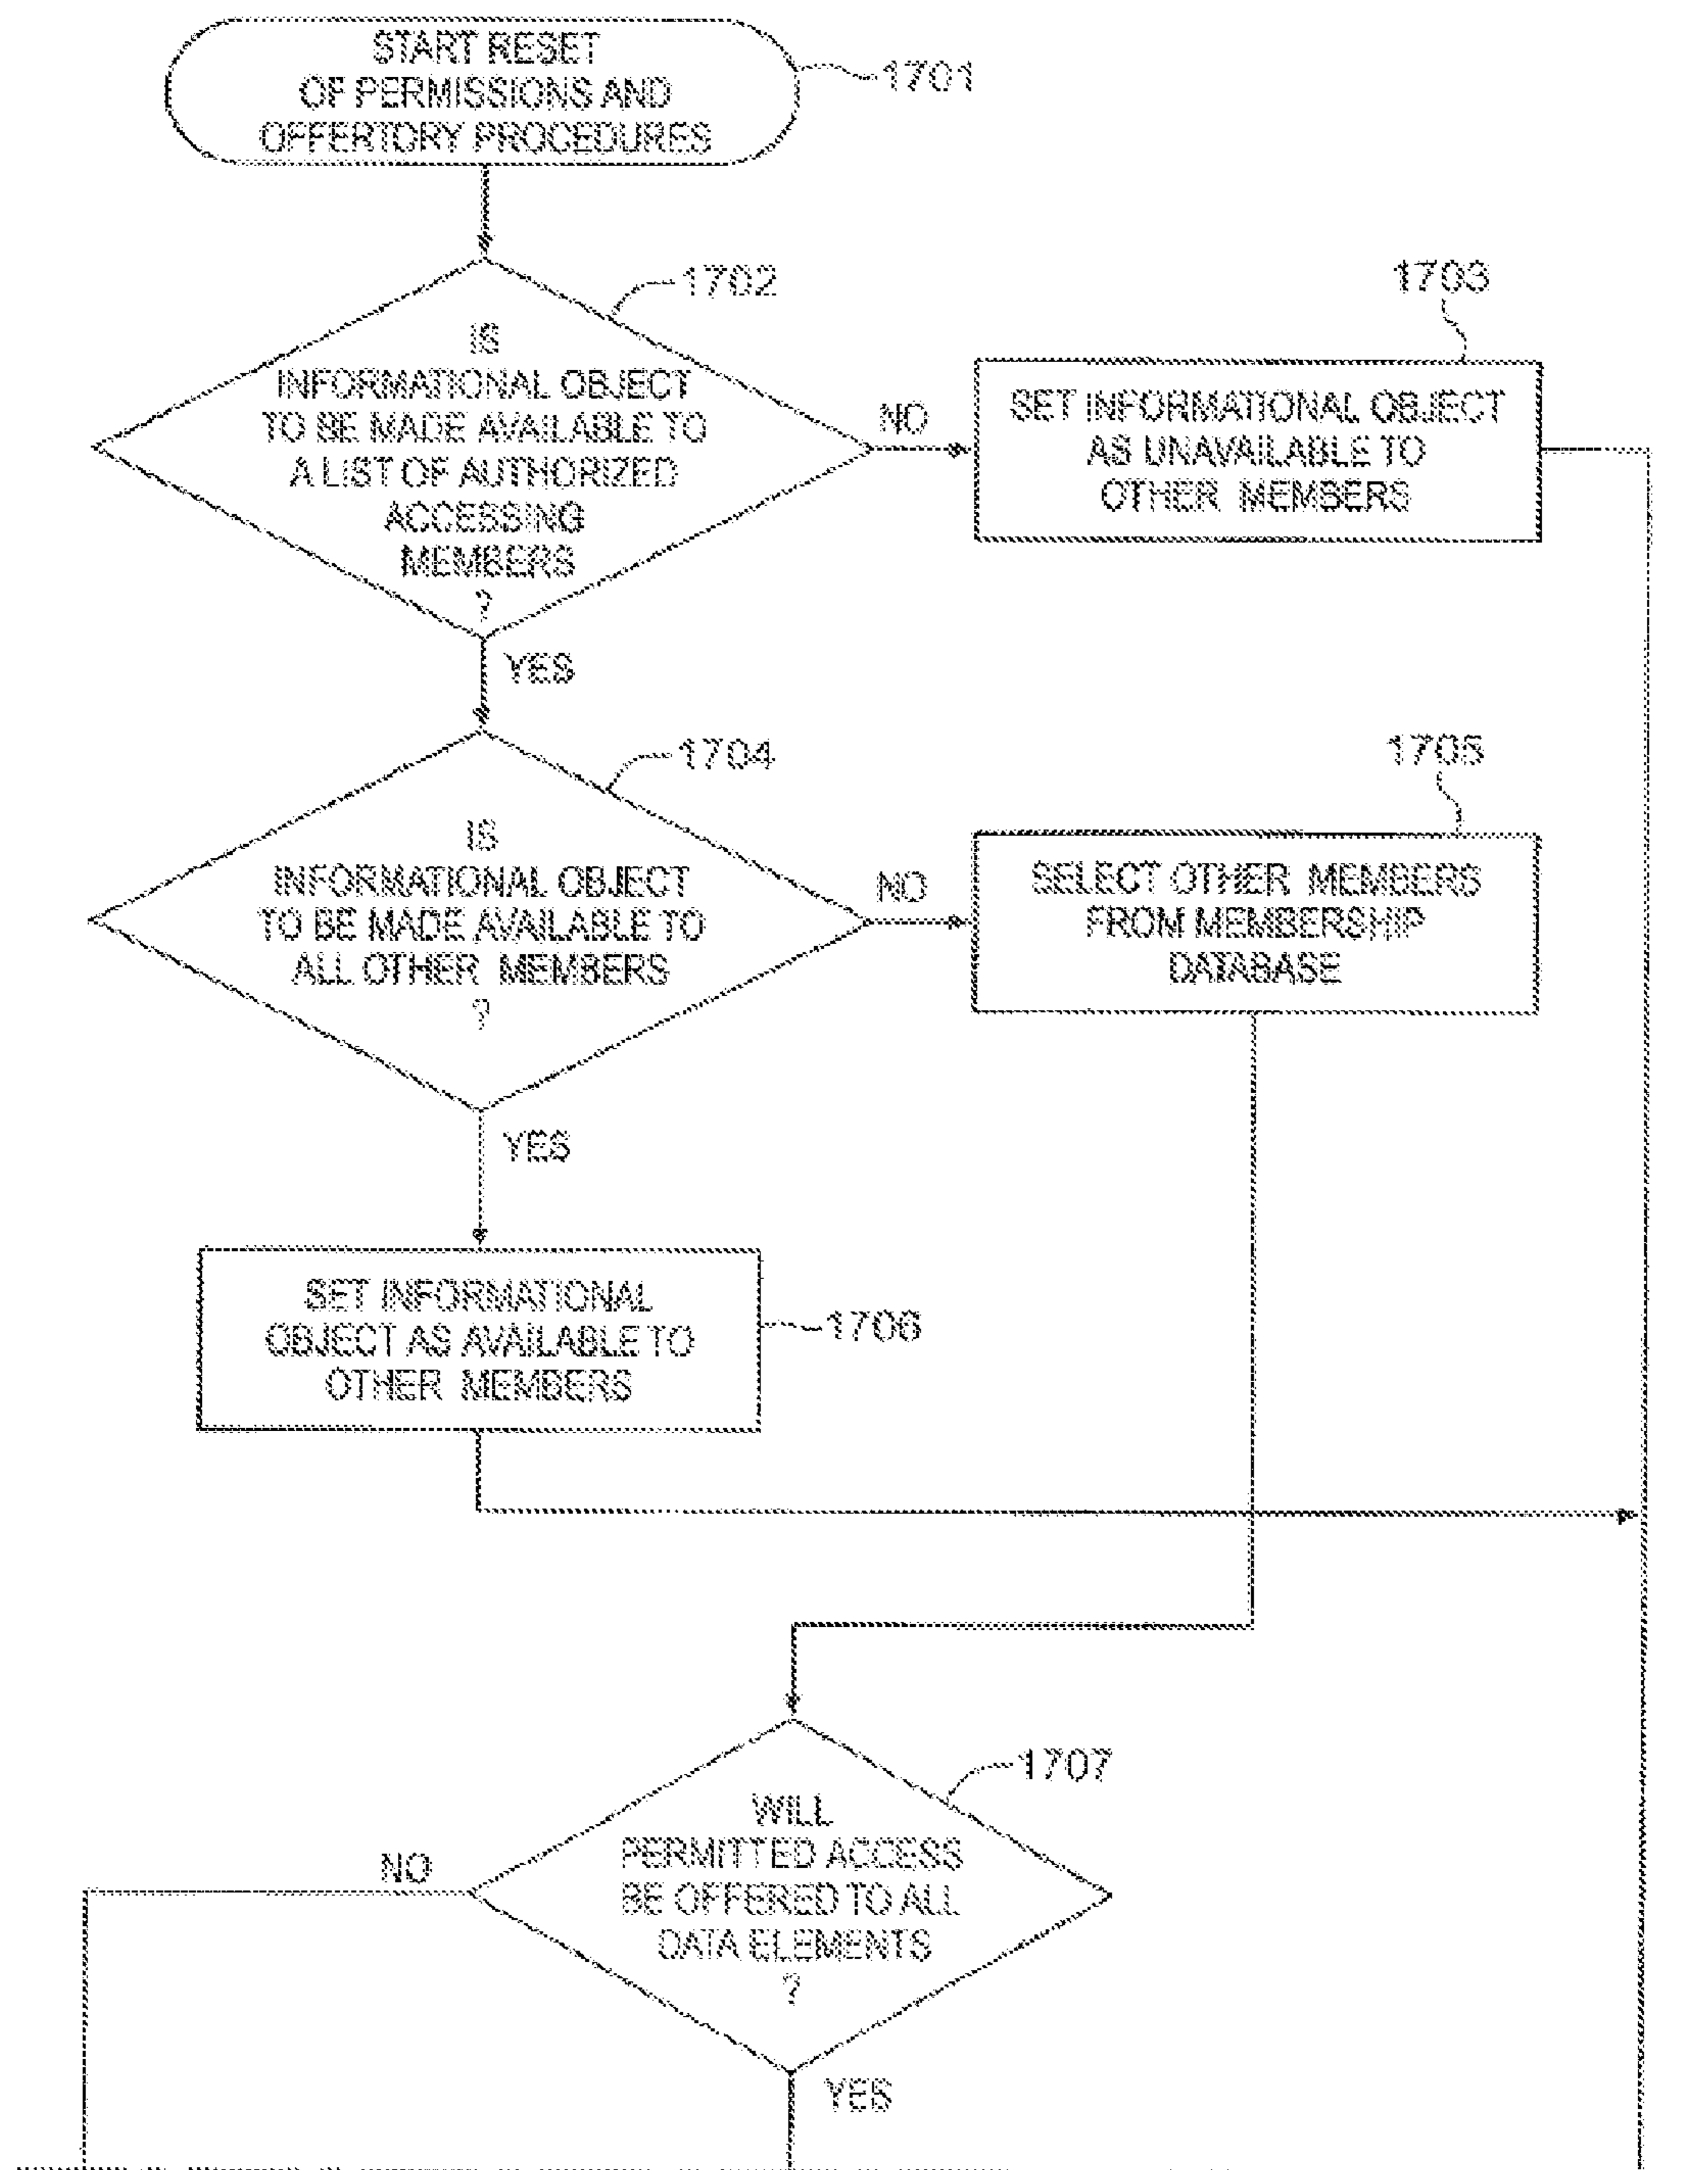 START RESET
OF PERMISSIONS AND
OFFERTORY PROCEDURES
1701
1702
IS
INFORMATIONAL OBJECT
TO BE MADE AVAILABLE TO
A LIST OF AUTHORIZED
ACCESSING
MEMBERS
?
NO
1703
SET INFORMATIONAL OBJECT
AS UNAVAILABLE TO
OTHER MEMBERS
YES
1704
IS
INFORMATIONAL OBJECT
TO BE MADE AVAILABLE TO
ALL OTHER MEMBERS
?
NO
1705
SELECT OTHER MEMBERS
FROM MEMBERSHIP
DATABASE
YES
SET INFORMATIONAL
OBJECT AS AVAILABLE TO
OTHER MEMBERS
1706
1707
WILL
PERMITTED ACCESS
BE OFFERED TO ALL
DATA ELEMENTS
?
NO
YES